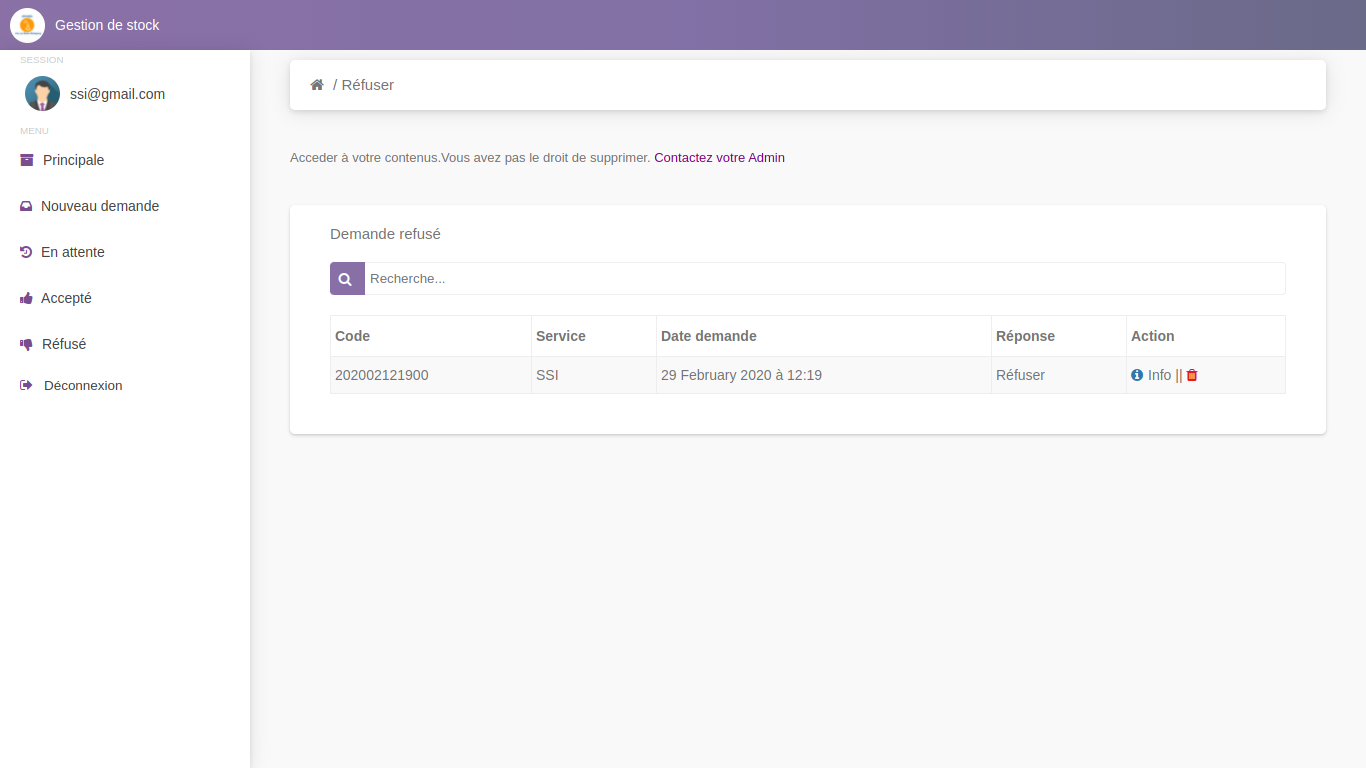 Gestion de stock
SESSION
ssi@gmail.com
MENU
Principale
Nouveau demande
En attente
Accepté
Réfusé
Déconnexion
/ Réfuser
Acceder à votre contenus.Vous avez pas le droit de supprimer. Contactez votre Admin
Demande refusé
Recherche...
Code Service Date demande Réponse Action
202002121900 SSI 29 February 2020 à 12:19 Réfuser Info ||